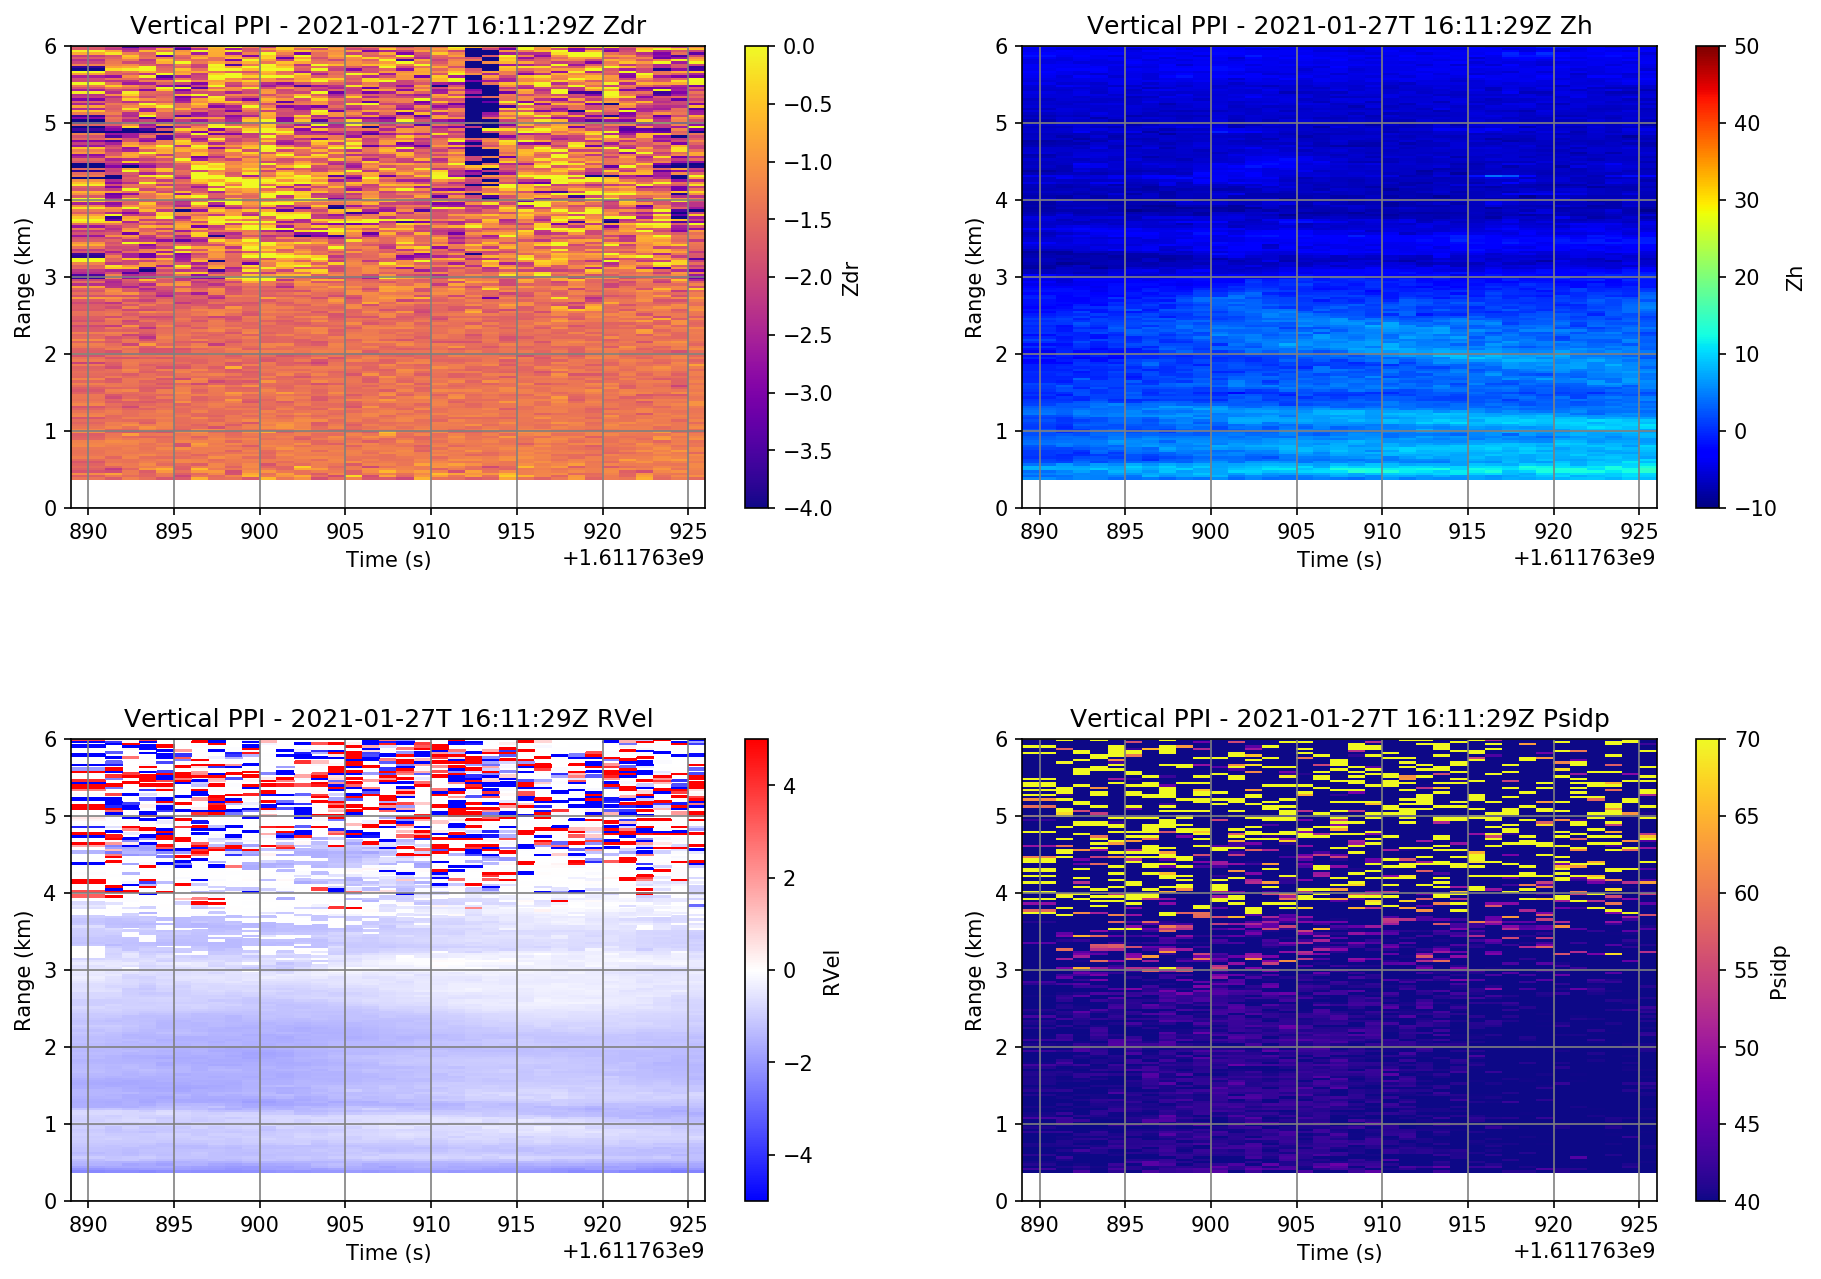 Vertical PPI - 2021-01-27T 16:11:29Z Zdr
6
5
4
3
2
1
0
Range (km)
890 895 900 905 910 915 920 925
Time (s)
+1.611763e9
0.0
−0.5
−1.0
−1.5
−2.0
−2.5
−3.0
−3.5
−4.0
Zdr
Vertical PPI - 2021-01-27T 16:11:29Z Zh
6
5
4
3
2
1
0
Range (km)
890 895 900 905 910 915 920 925
Time (s)
+1.611763e9
50
40
30
20
10
0
−10
Zh
Vertical PPI - 2021-01-27T 16:11:29Z RVel
6
5
4
3
2
1
0
Range (km)
890 895 900 905 910 915 920 925
Time (s)
+1.611763e9
4
2
0
−2
−4
RVel
Vertical PPI - 2021-01-27T 16:11:29Z Psidp
6
5
4
3
2
1
0
Range (km)
890 895 900 905 910 915 920 925
Time (s)
+1.611763e9
70
65
60
55
50
45
40
Psidp